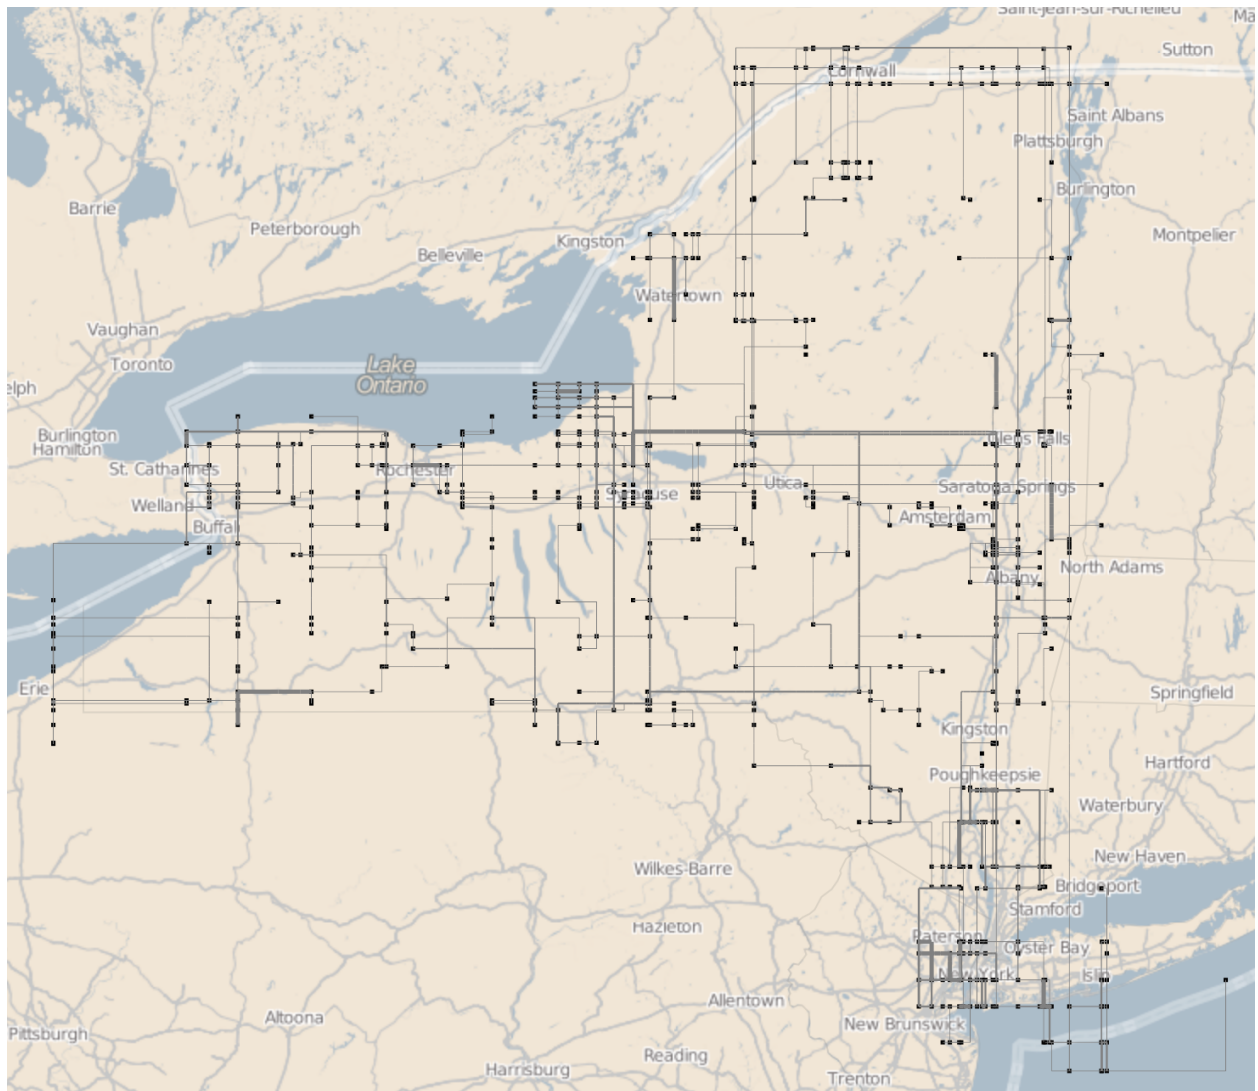 Saint-Jean-sur-Richelieu
Sutton
Cornwall
Saint Albans
Plattsburgh
Burlington
Barrie
Peterborough
Kingston
Montpelier
Belleville
Watertown
Vaughan
Toronto
Lake
Ontario
elph
Burlington
Hamilton
Glens Falls
St. Catharines
Rochester
Utica
Syracuse
Saratoga Springs
Welland
Amsterdam
Buffal
North Adams
Albany
Erie
Springfield
Kingston
Hartford
Poughkeepsie
Waterbury
New Haven
Wilkes-Barre
Bridgeport
Stamford
Hazleton
Paterson
Oyster Bay
New York
Islip
Allentown
Altoona
New Brunswick
Pittsburgh
Reading
Harrisburg
Trenton